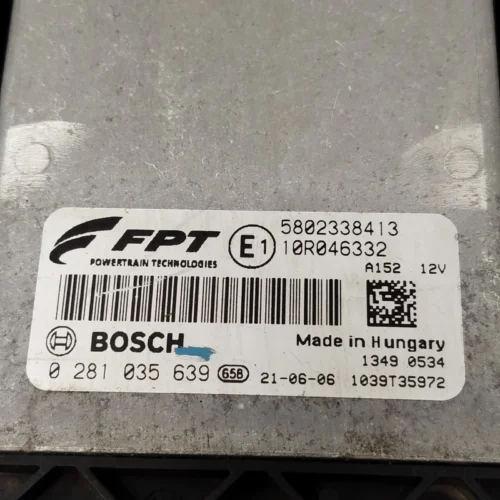 FPT
POWERTRAIN TECHNOLOGIES
E1
5802338413
10R046332
A152 12V
BOSCH
Made in Hungary
1349 0534
0 281 035 639 65B 21-06-06 1039T35972